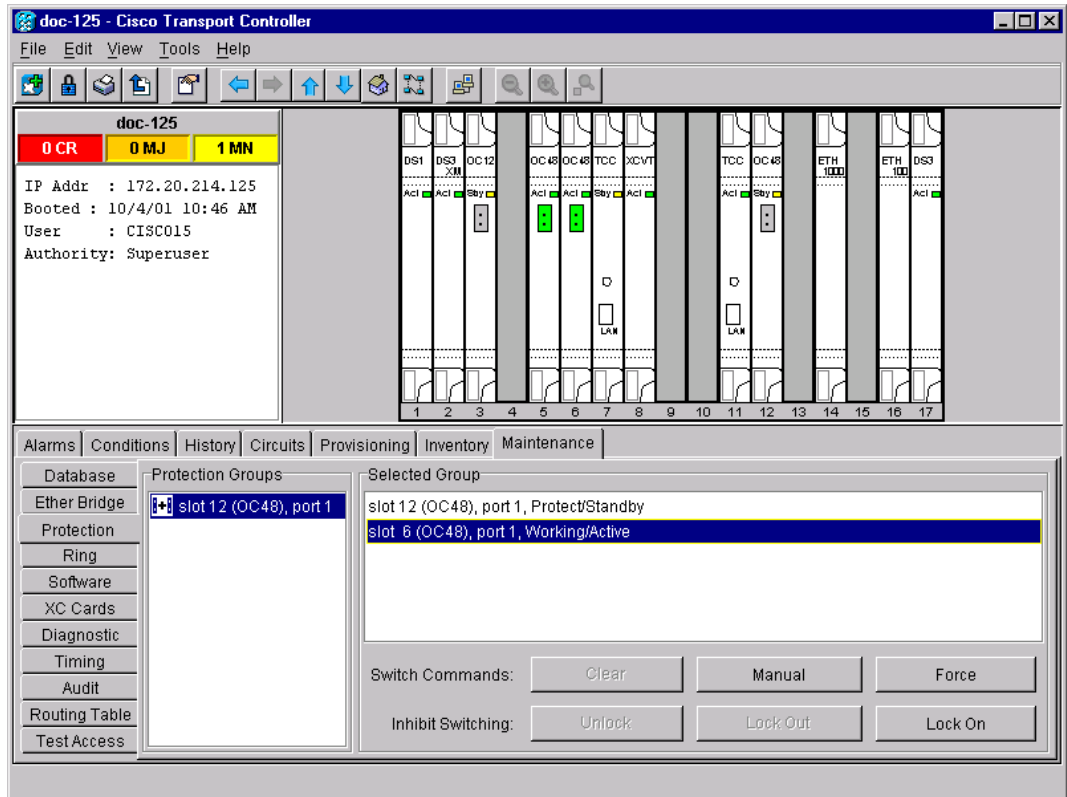 doc-125 - Cisco Transport Controller
File Edit View Tools Help
doc-125
0 CR 0 MJ 1 MN
IP Addr : 172.20.214.125
Booted : 10/4/01 10:46 AM
User : CISCO15
Authority: Superuser
DS1 DS3 XM OC12 OC48 OC48 TCC XCVT TCC OC48 ETH 1000 ETH 100 DS3
Act Act Sby Act Act Sby Act Act Sby Act
LAN LAN
1 2 3 4 5 6 7 8 9 10 11 12 13 14 15 16 17
Alarms Conditions History Circuits Provisioning Inventory Maintenance
Database
Ether Bridge
Protection
Ring
Software
XC Cards
Diagnostic
Timing
Audit
Routing Table
Test Access
Protection Groups
slot 12 (OC48), port 1
Selected Group
slot 12 (OC48), port 1, Protect/Standby
slot 6 (OC48), port 1, Working/Active
Switch Commands: Clear Manual Force
Inhibit Switching: Unlock Lock Out Lock On